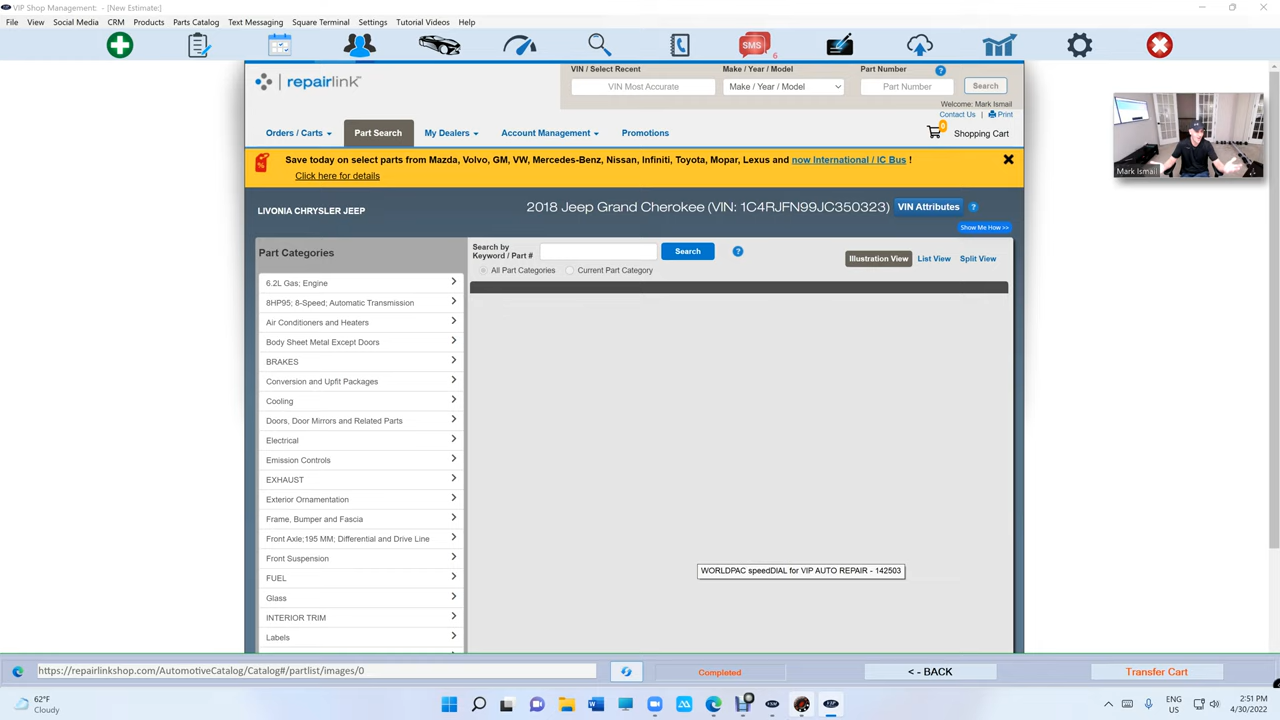 VIP Shop Management: - [New Estimate:]
File View Social Media CRM Products Parts Catalog Text Messaging Square Terminal Settings Tutorial Videos Help
SMS 6
repairlink
VIN / Select Recent Make / Year / Model Part Number ?
VIN Most Accurate Make / Year / Model Part Number Search
Welcome: Mark Ismail
Contact Us | Print
Orders / Carts Part Search My Dealers Account Management Promotions 0 Shopping Cart
Save today on select parts from Mazda, Volvo, GM, VW, Mercedes-Benz, Nissan, Infiniti, Toyota, Mopar, Lexus and now International / IC Bus !
Click here for details
Mark Ismail
LIVONIA CHRYSLER JEEP 2018 Jeep Grand Cherokee (VIN: 1C4RJFN99JC350323) VIN Attributes ?
Show Me How >>
Part Categories
Search by Keyword / Part # Search ? Illustration View List View Split View
All Part Categories Current Part Category
6.2L Gas; Engine
8HP95; 8-Speed; Automatic Transmission
Air Conditioners and Heaters
Body Sheet Metal Except Doors
BRAKES
Conversion and Upfit Packages
Cooling
Doors, Door Mirrors and Related Parts
Electrical
Emission Controls
EXHAUST
Exterior Ornamentation
Frame, Bumper and Fascia
Front Axle;195 MM; Differential and Drive Line
Front Suspension
WORLDPAC speedDIAL for VIP AUTO REPAIR - 142503
FUEL
Glass
INTERIOR TRIM
Labels
https://repairlinkshop.com/AutomotiveCatalog/Catalog#/partlist/images/0 Completed < - BACK Transfer Cart
62°F
Cloudy
ENG
US
2:51 PM
4/30/2022